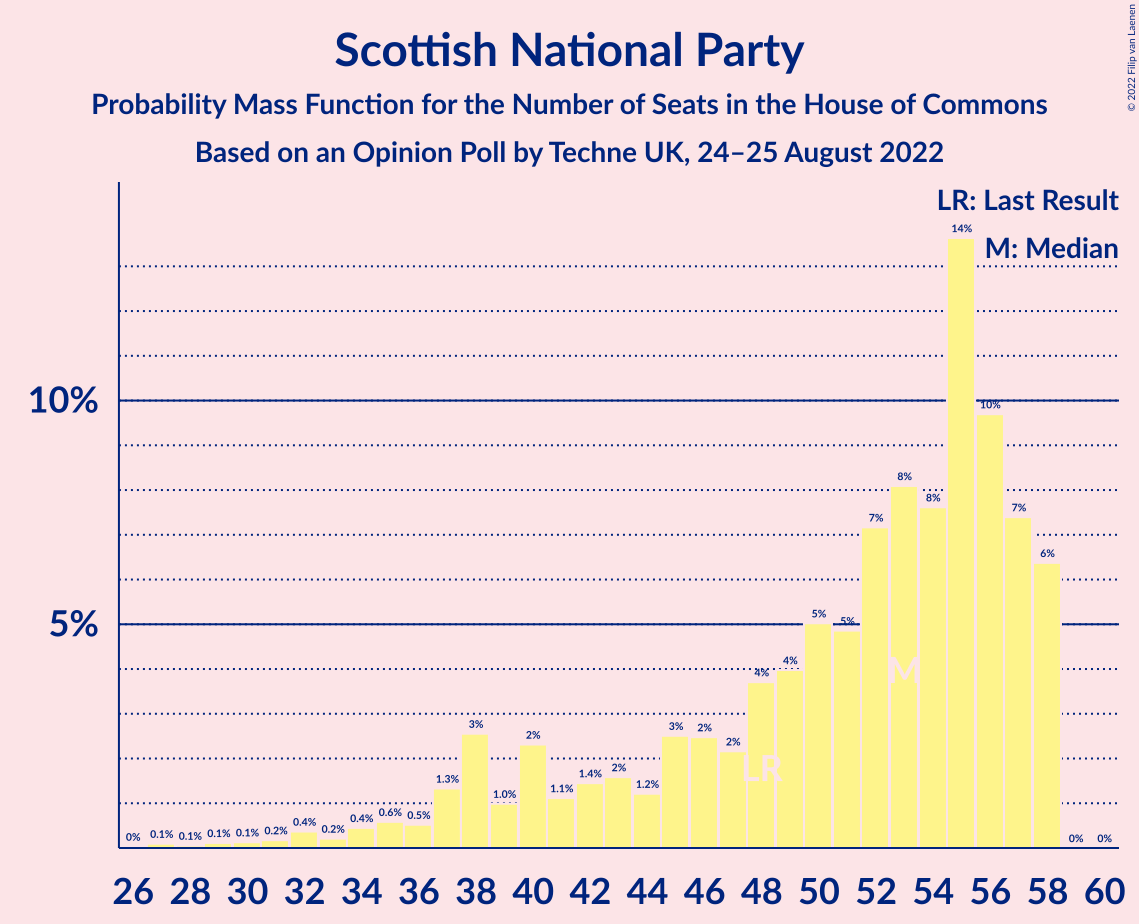 Scottish National Party
Probability Mass Function for the Number of Seats in the House of Commons
Based on an Opinion Poll by Techne UK, 24–25 August 2022
© 2022 Filip van Laenen
LR: Last Result
M: Median
10%
5%
0% 0.1% 0.1% 0.1% 0.1% 0.2% 0.4% 0.2% 0.4% 0.6% 0.5% 1.3% 3% 1.0% 2% 1.1% 1.4% 2% 1.2% 3% 2% 2% 4% 4% 5% 5% 7% 8% 8% 14% 10% 7% 6% 0% 0%
LR
M
26 28 30 32 34 36 38 40 42 44 46 48 50 52 54 56 58 60